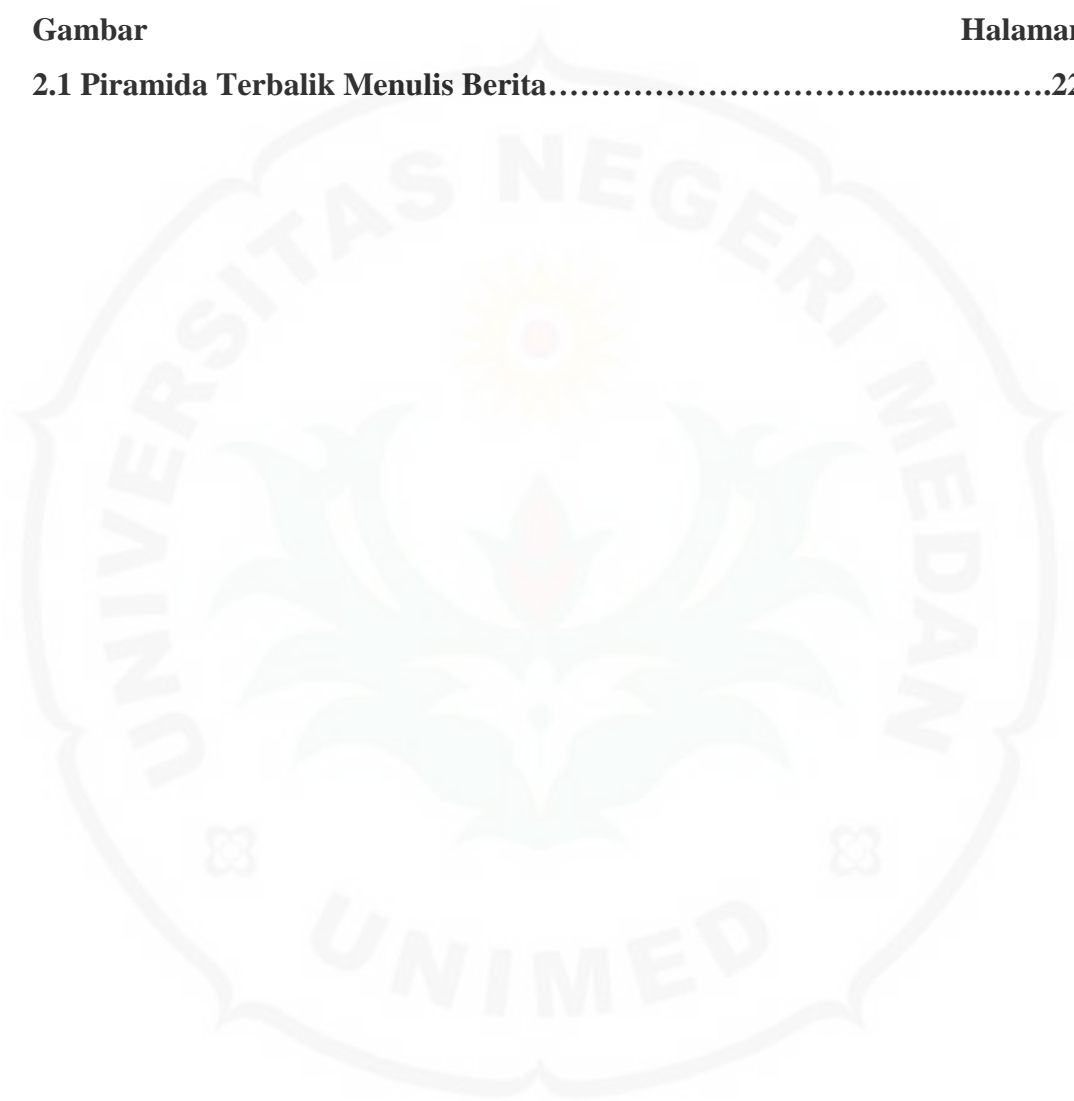 Gambar Halaman
2.1 Piramida Terbalik Menulis Berita…………………………..................….22
UNIVERSITAS NEGERI MEDAN
UNIMED